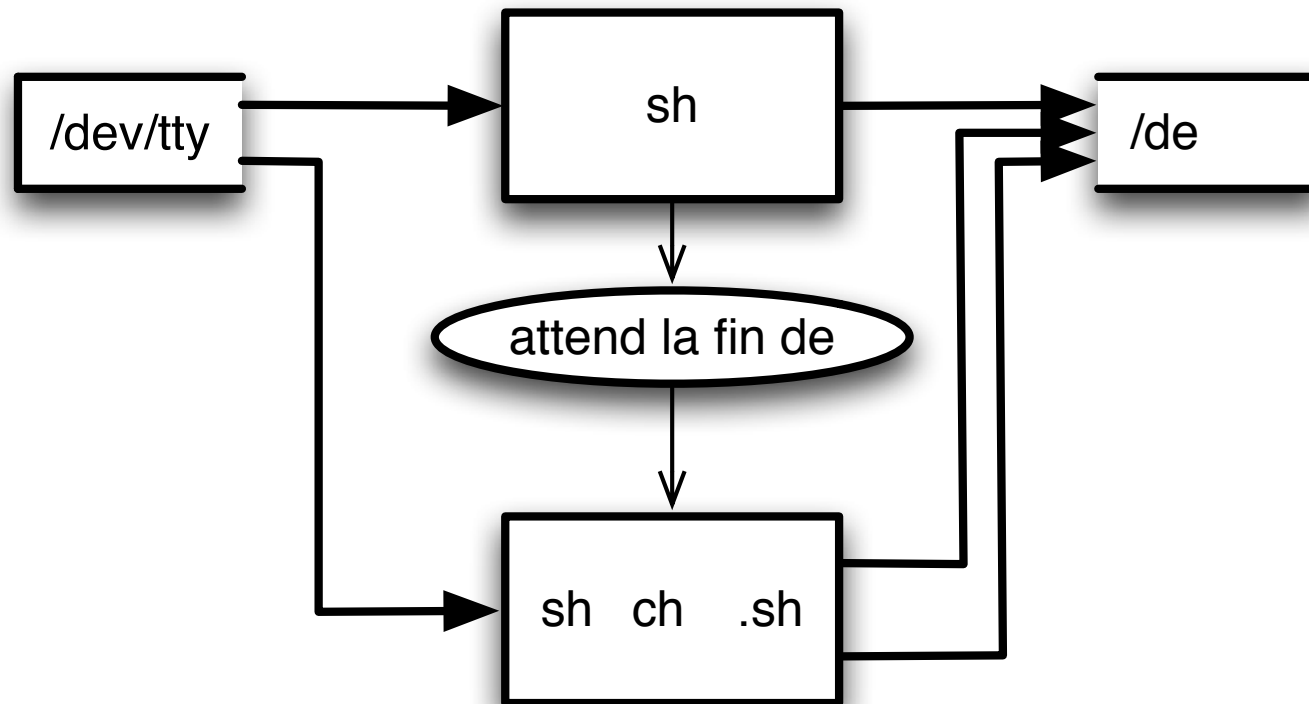 /dev/tty
sh
/de
attend la fin de
sh ch .sh